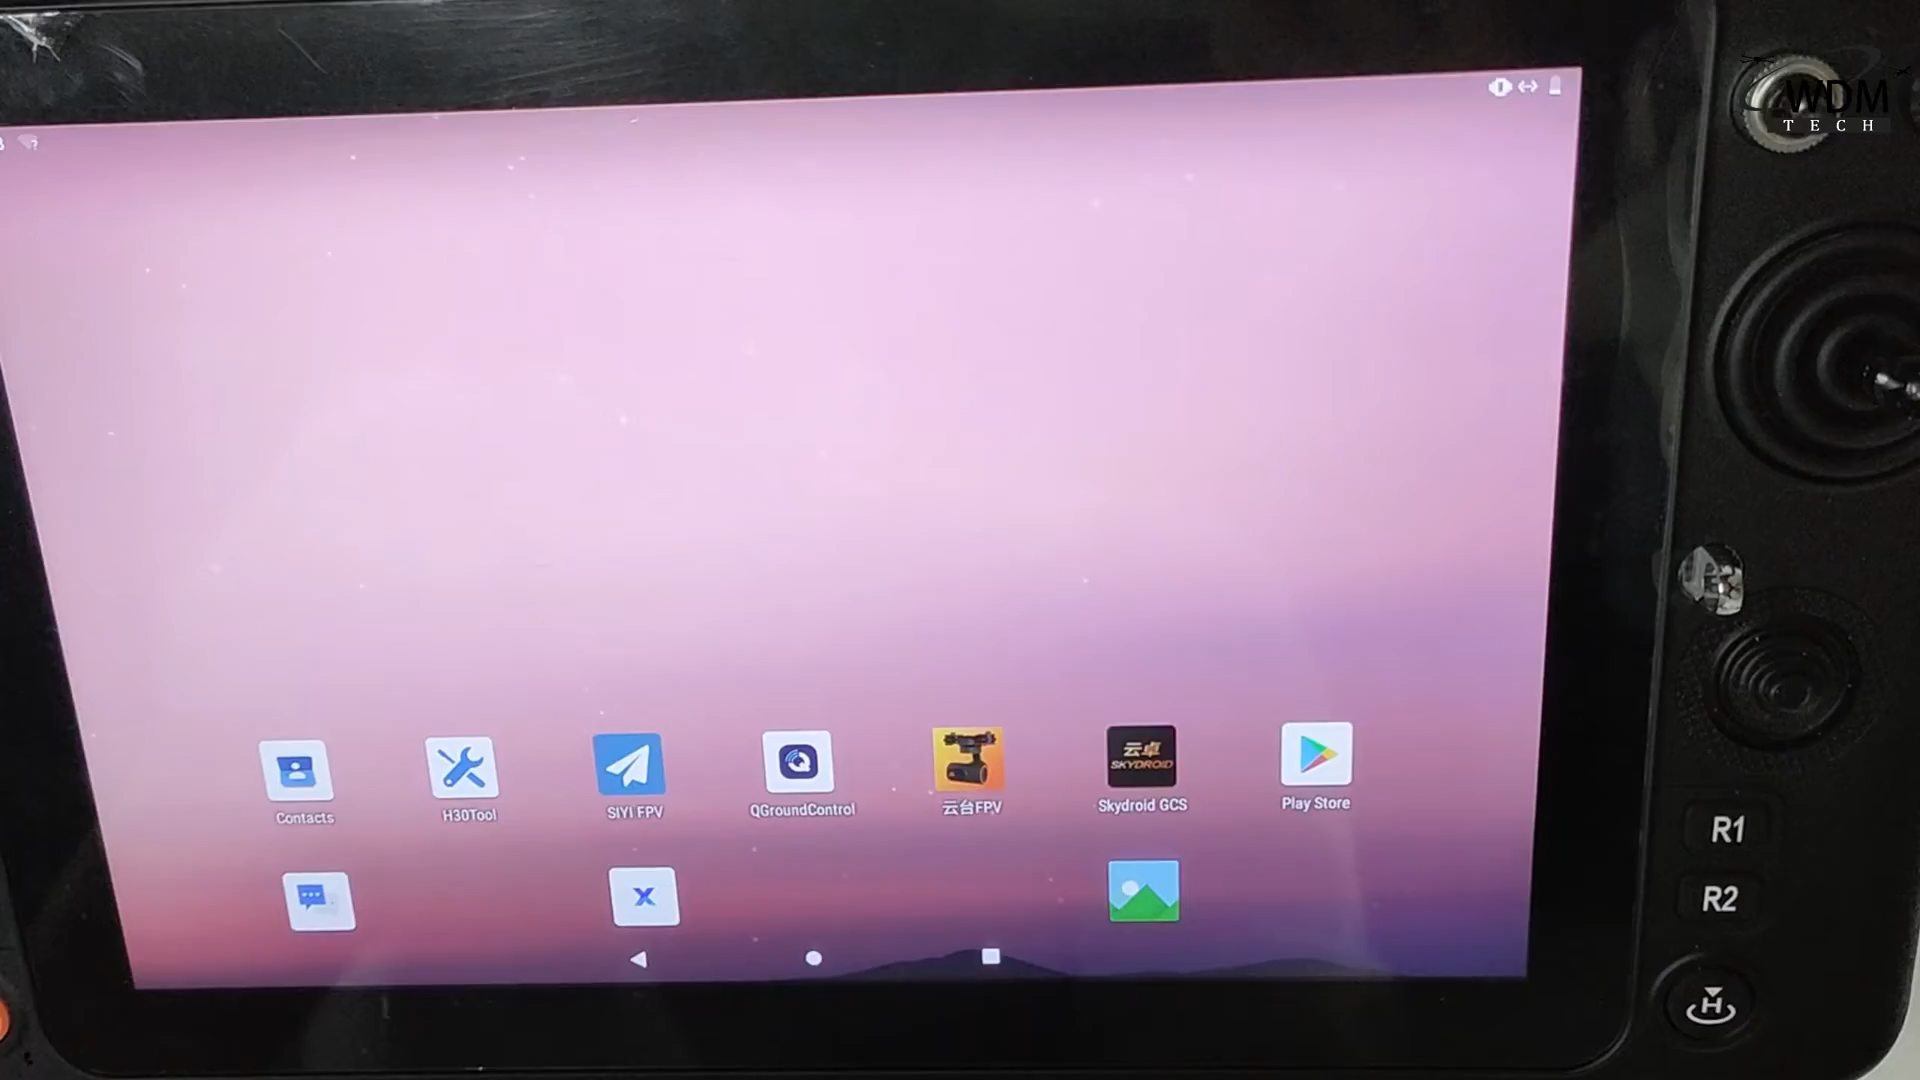 WDM
TECH
Contacts
H30Tool
SIYI FPV
QGroundControl
云台FPV
云卓
SKYDROID
Skydroid GCS
Play Store
X
R1
R2
H